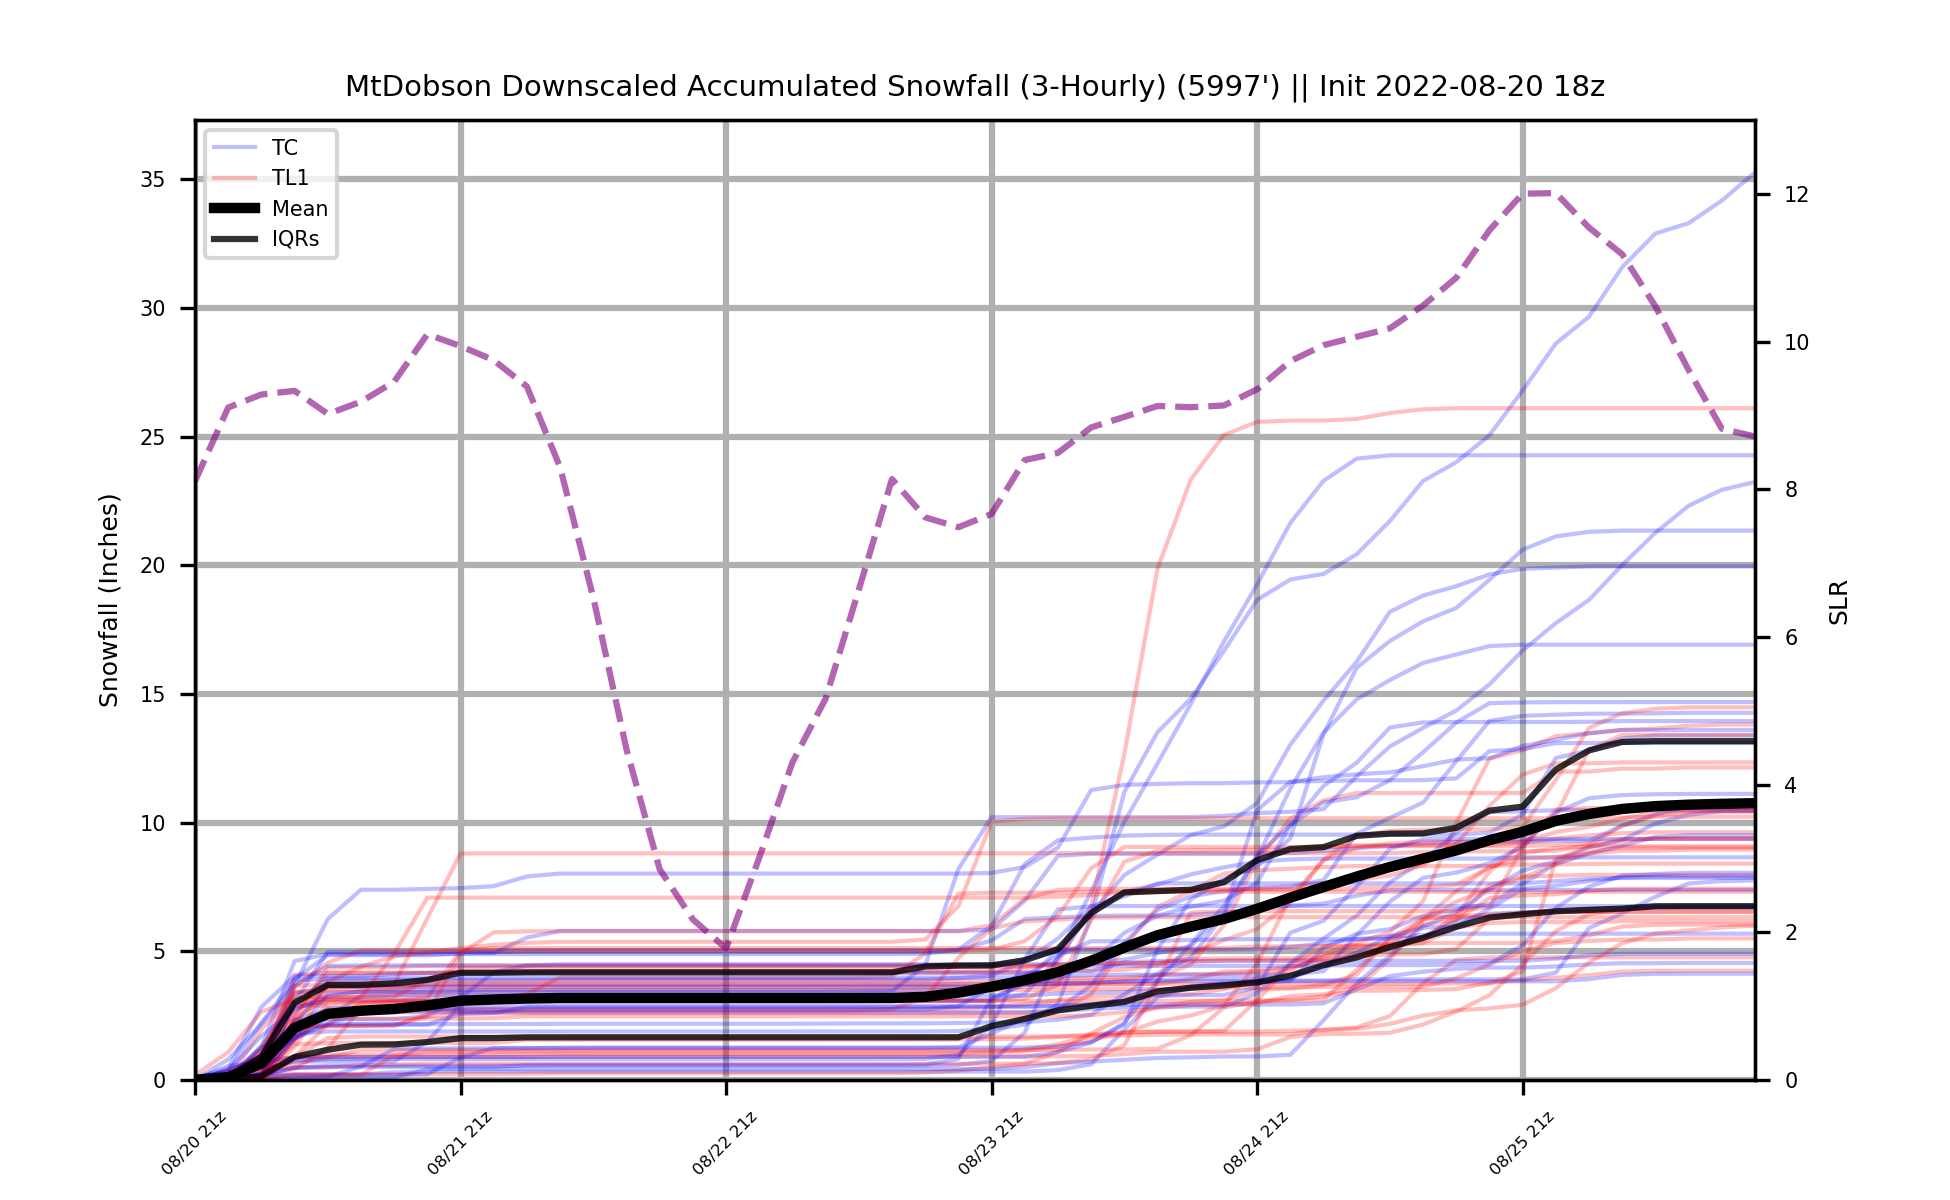 MtDobson Downscaled Accumulated Snowfall (3-Hourly) (5997') || Init 2022-08-20 18z
TC
TL1
Mean
IQRs
Snowfall (Inches)
35
30
25
20
15
10
5
0
12
10
8
6
4
2
0
SLR
08/20 21z
08/21 21z
08/22 21z
08/23 21z
08/24 21z
08/25 21z